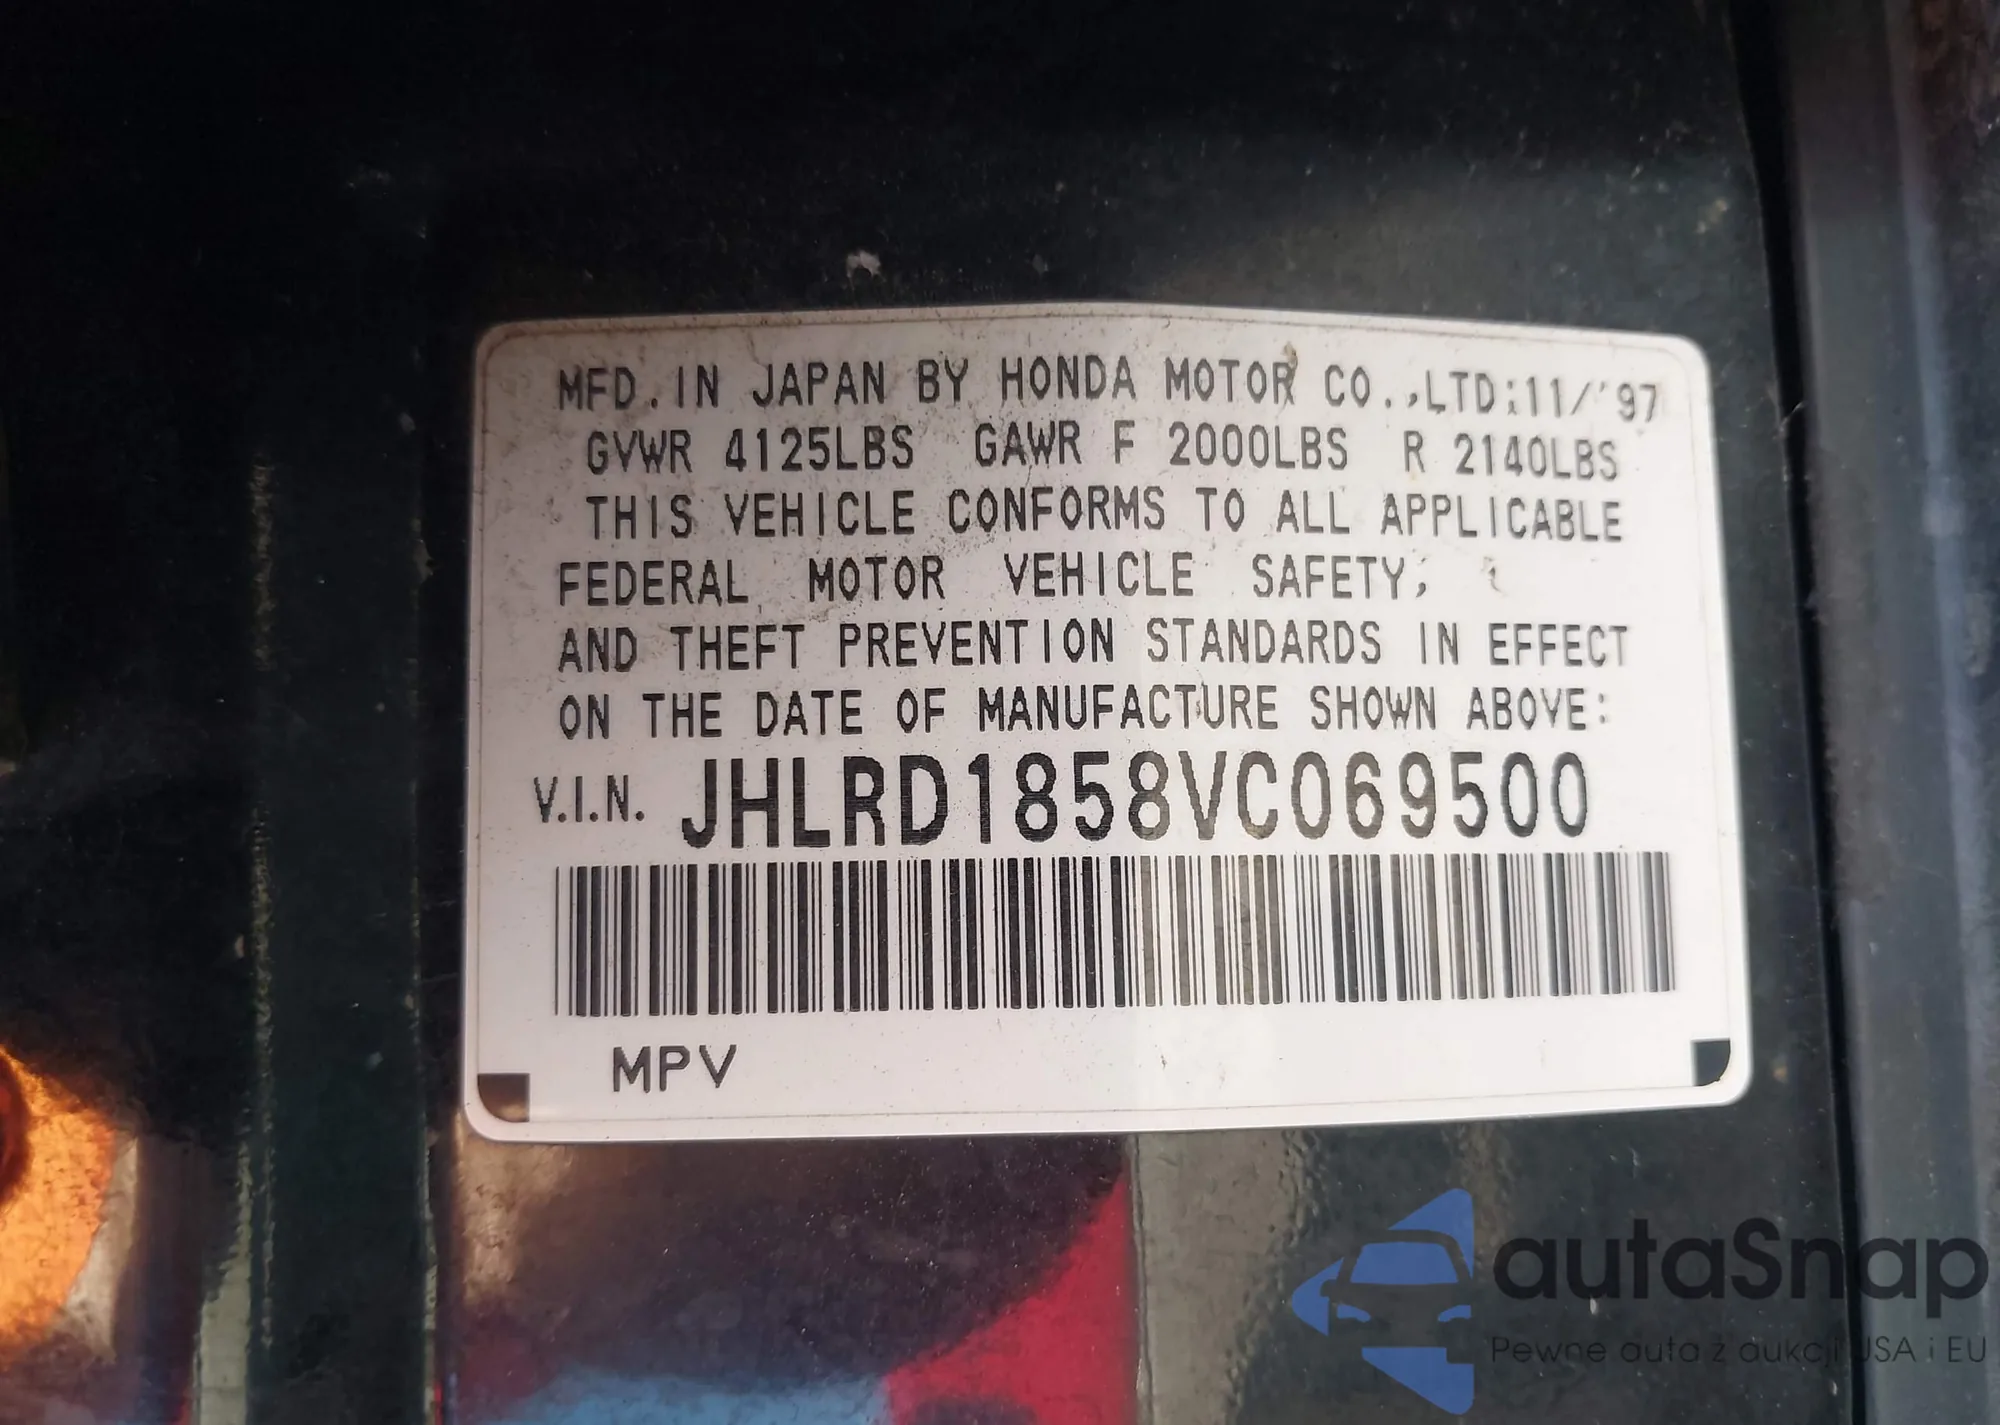 MFD.IN JAPAN BY HONDA MOTOR CO.,LTD:11/'97
GVWR 4125LBS GAWR F 2000LBS R 2140LBS
THIS VEHICLE CONFORMS TO ALL APPLICABLE
FEDERAL MOTOR VEHICLE SAFETY,
AND THEFT PREVENTION STANDARDS IN EFFECT
ON THE DATE OF MANUFACTURE SHOWN ABOVE:
V.I.N. JHLRD1858VC069500
MPV
autaSnap
Pewne auta z aukcji USA i EU